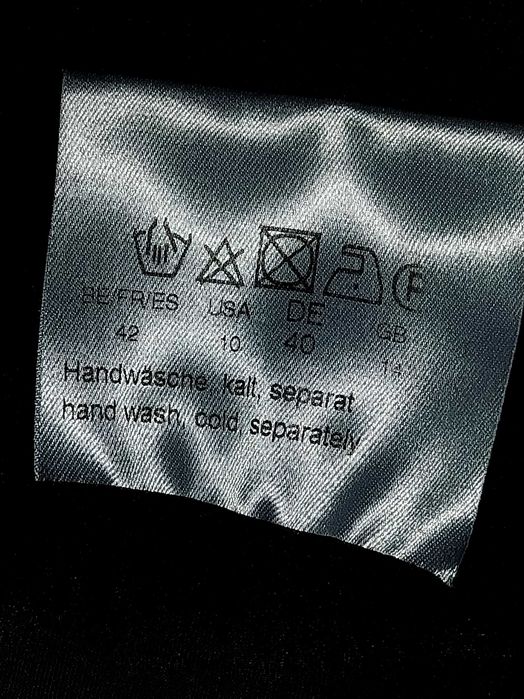 P
BE/FR/ES USA DE GB
42 10 40 14
Handwäsche, kalt, separat
hand wash, cold, separately